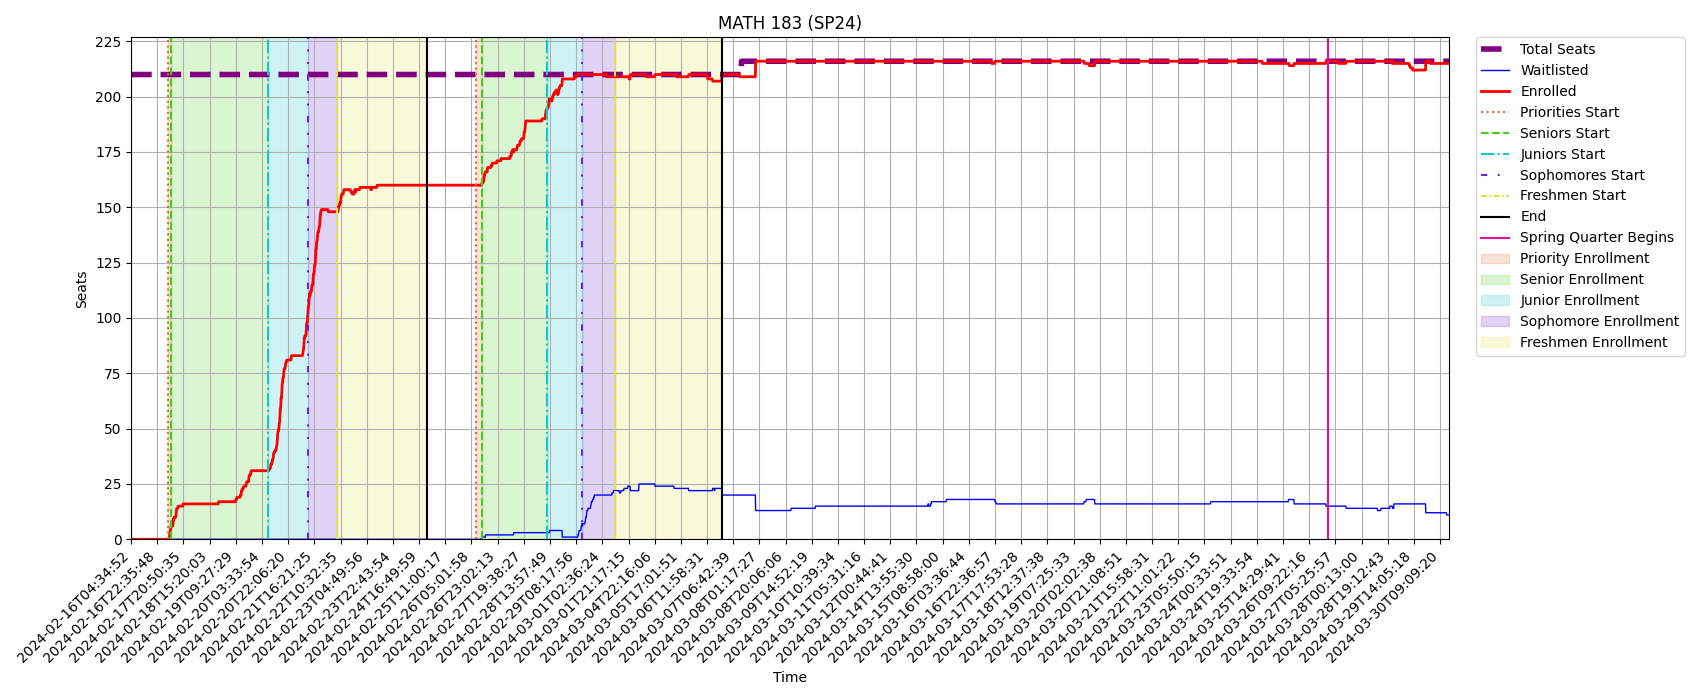 MATH 183 (SP24)
225
200
175
150
125
100
75
50
25
0
Seats
2024-02-16T04:34:52
2024-02-16T22:35:48
2024-02-17T20:50:35
2024-02-18T15:20:03
2024-02-19T09:27:29
2024-02-20T03:33:54
2024-02-20T22:06:20
2024-02-21T16:21:25
2024-02-22T10:32:35
2024-02-23T04:49:56
2024-02-23T22:43:54
2024-02-24T16:49:59
2024-02-25T11:00:17
2024-02-26T05:01:58
2024-02-26T23:02:13
2024-02-27T19:38:27
2024-02-28T13:57:49
2024-02-29T08:17:56
2024-03-01T02:36:24
2024-03-01T21:17:15
2024-03-04T22:16:00
2024-03-05T17:01:51
2024-03-06T11:58:31
2024-03-07T06:42:39
2024-03-08T01:17:27
2024-03-08T20:06:06
2024-03-09T14:52:19
2024-03-10T10:39:34
2024-03-11T05:31:16
2024-03-12T00:44:41
2024-03-14T13:55:30
2024-03-15T08:58:00
2024-03-16T03:36:44
2024-03-16T22:36:57
2024-03-17T17:53:28
2024-03-18T12:37:38
2024-03-19T07:25:33
2024-03-20T02:02:38
2024-03-20T21:08:51
2024-03-21T15:58:31
2024-03-22T11:01:22
2024-03-23T05:50:15
2024-03-24T00:33:51
2024-03-24T19:33:54
2024-03-25T14:29:41
2024-03-26T09:22:16
2024-03-27T05:25:57
2024-03-28T00:13:00
2024-03-28T19:12:43
2024-03-29T14:05:18
2024-03-30T09:09:20
Time
Total Seats
Waitlisted
Enrolled
Priorities Start
Seniors Start
Juniors Start
Sophomores Start
Freshmen Start
End
Spring Quarter Begins
Priority Enrollment
Senior Enrollment
Junior Enrollment
Sophomore Enrollment
Freshmen Enrollment